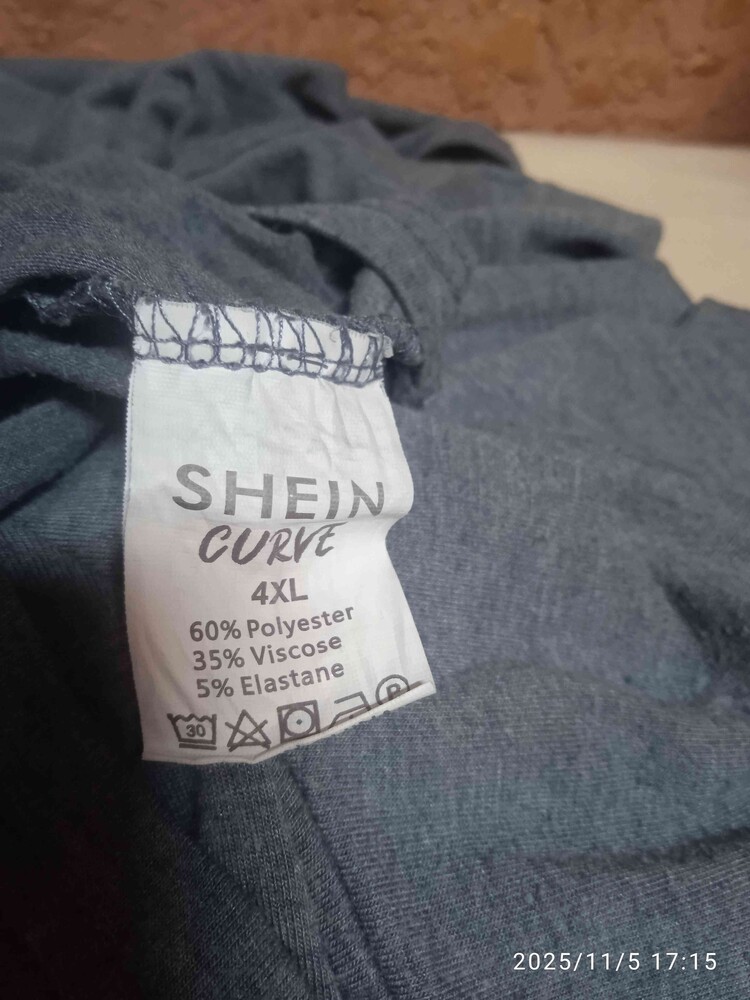 SHEIN
CURVE
4XL
60% Polyester
35% Viscose
5% Elastane
30 P
2025/11/5 17:15